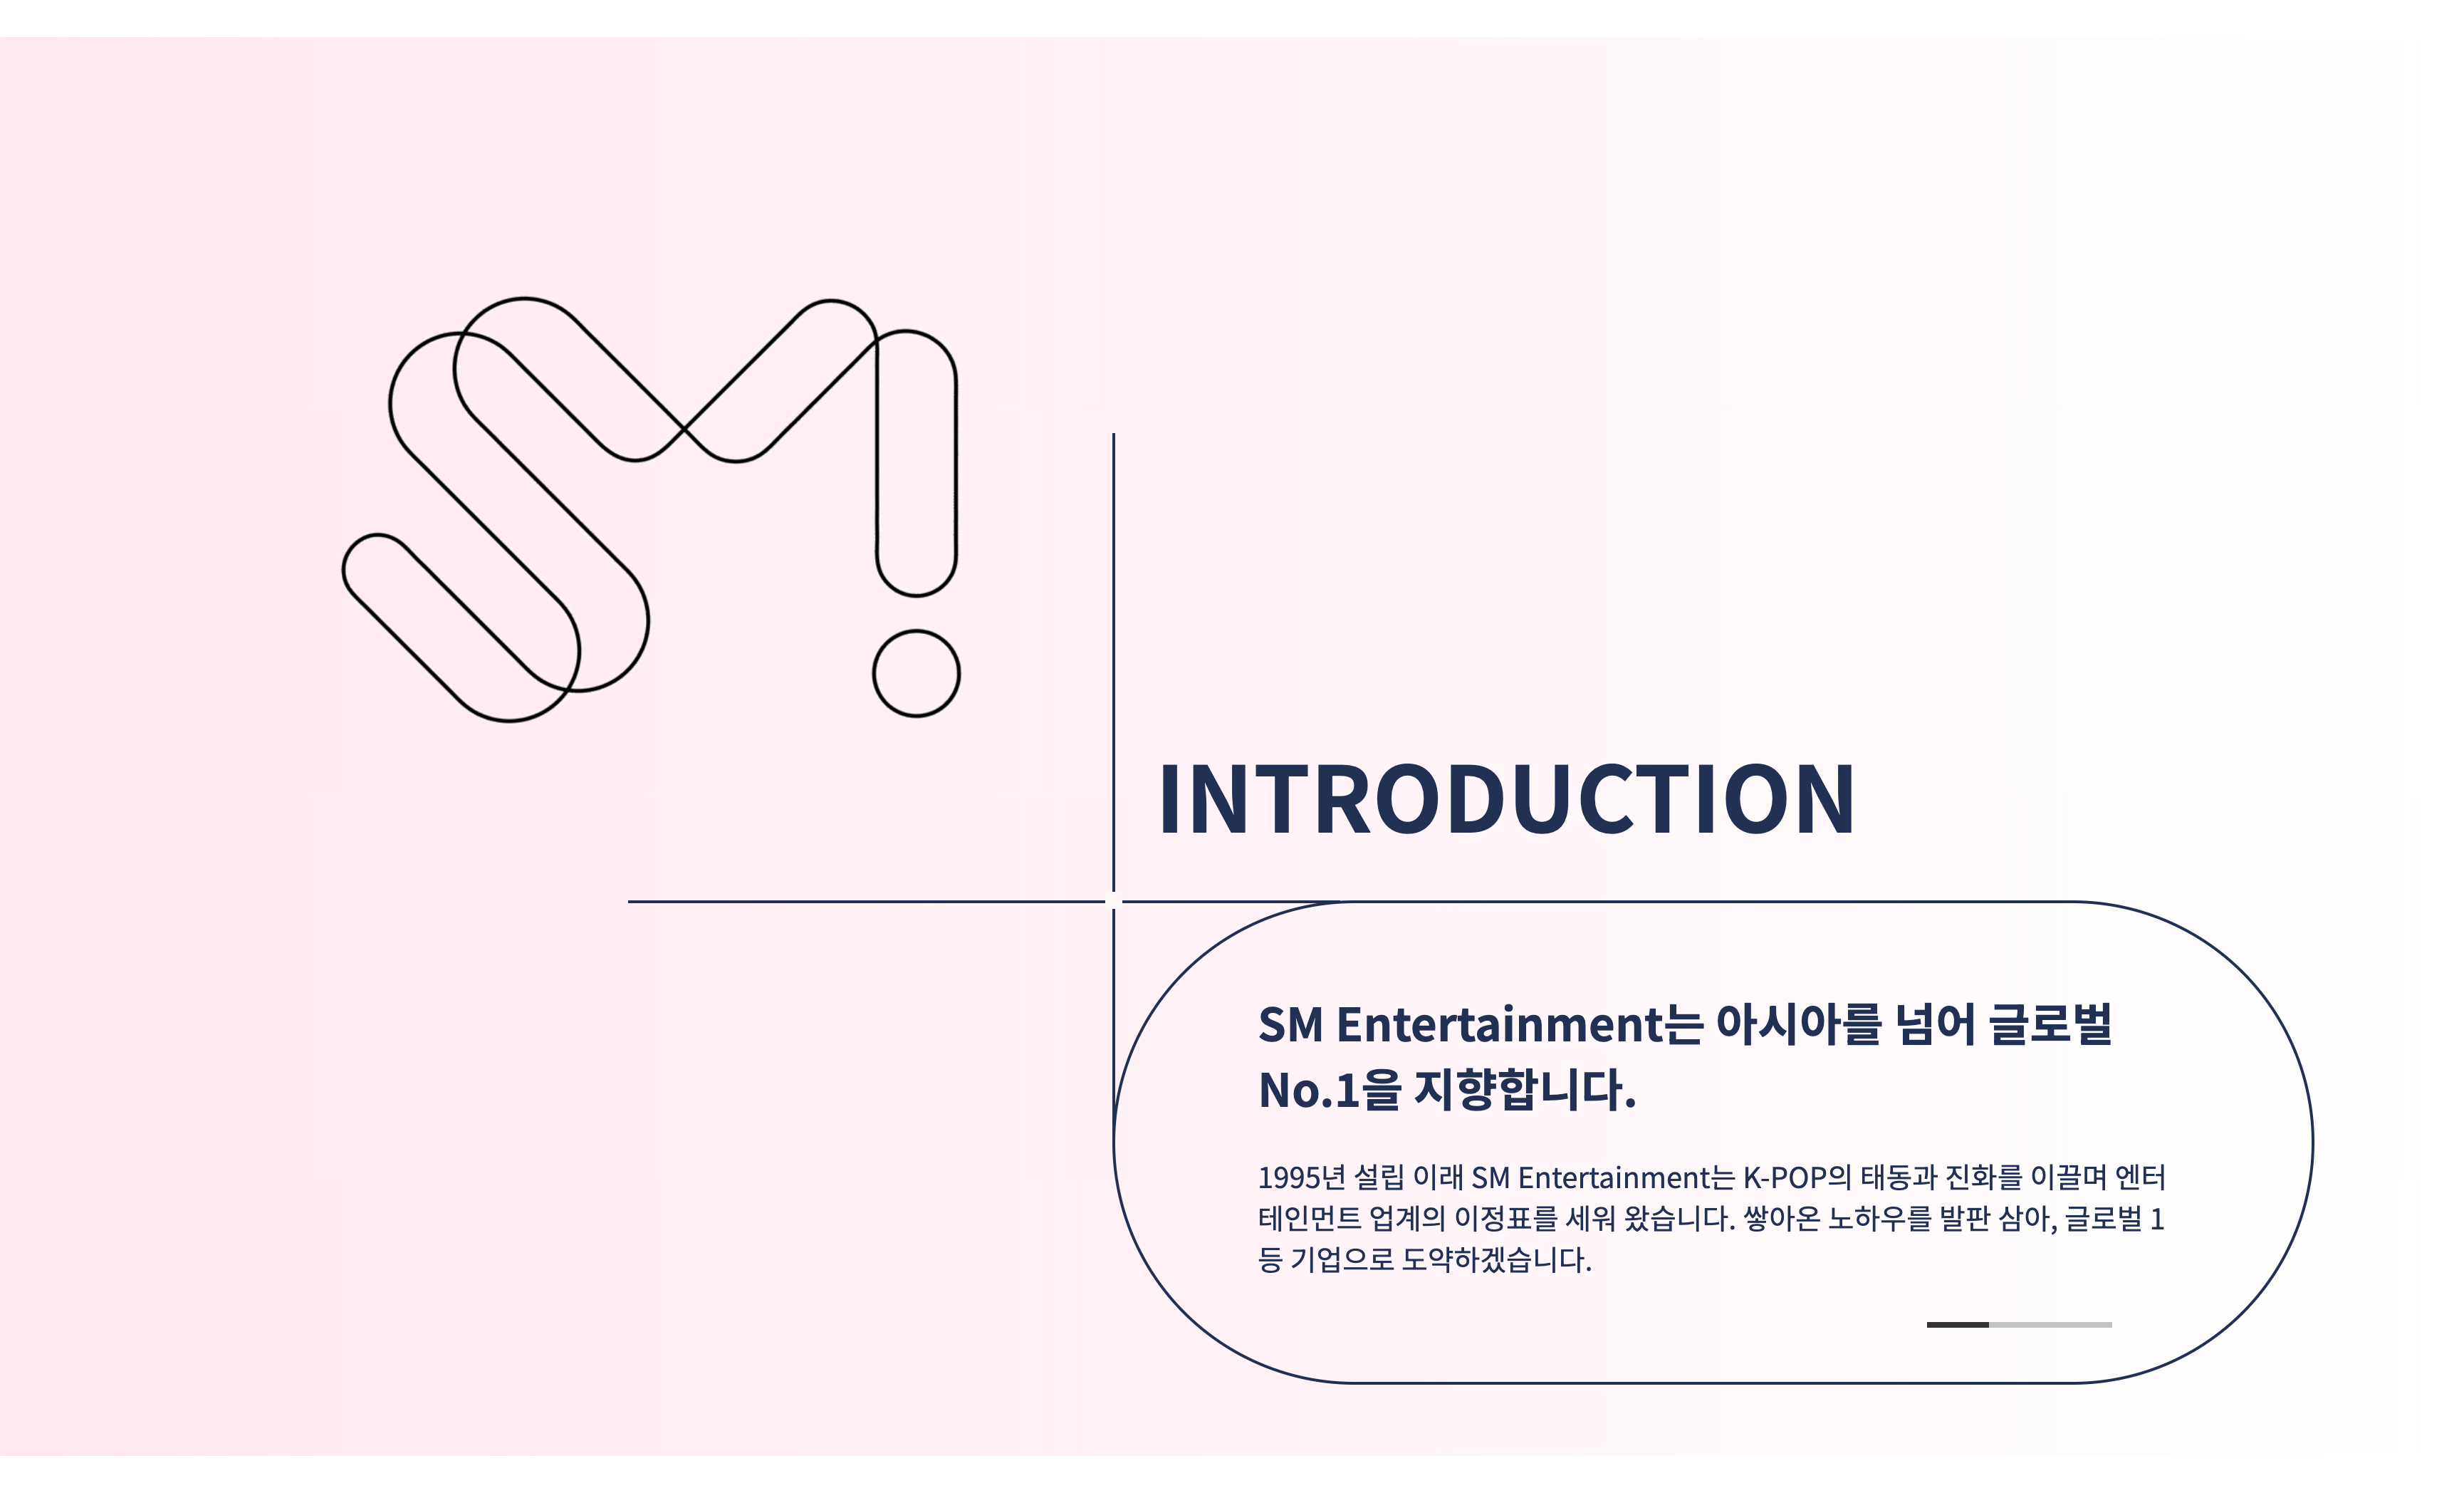 SM!
INTRODUCTION
SM Entertainment는 아시아를 넘어 글로벌
No.1을 지향합니다.
1995년 설립 이래 SM Entertainment는 K-POP의 태동과 진화를 이끌며 엔터
테인먼트 업계의 이정표를 세워 왔습니다. 쌓아온 노하우를 발판 삼아, 글로벌 1
등 기업으로 도약하겠습니다.